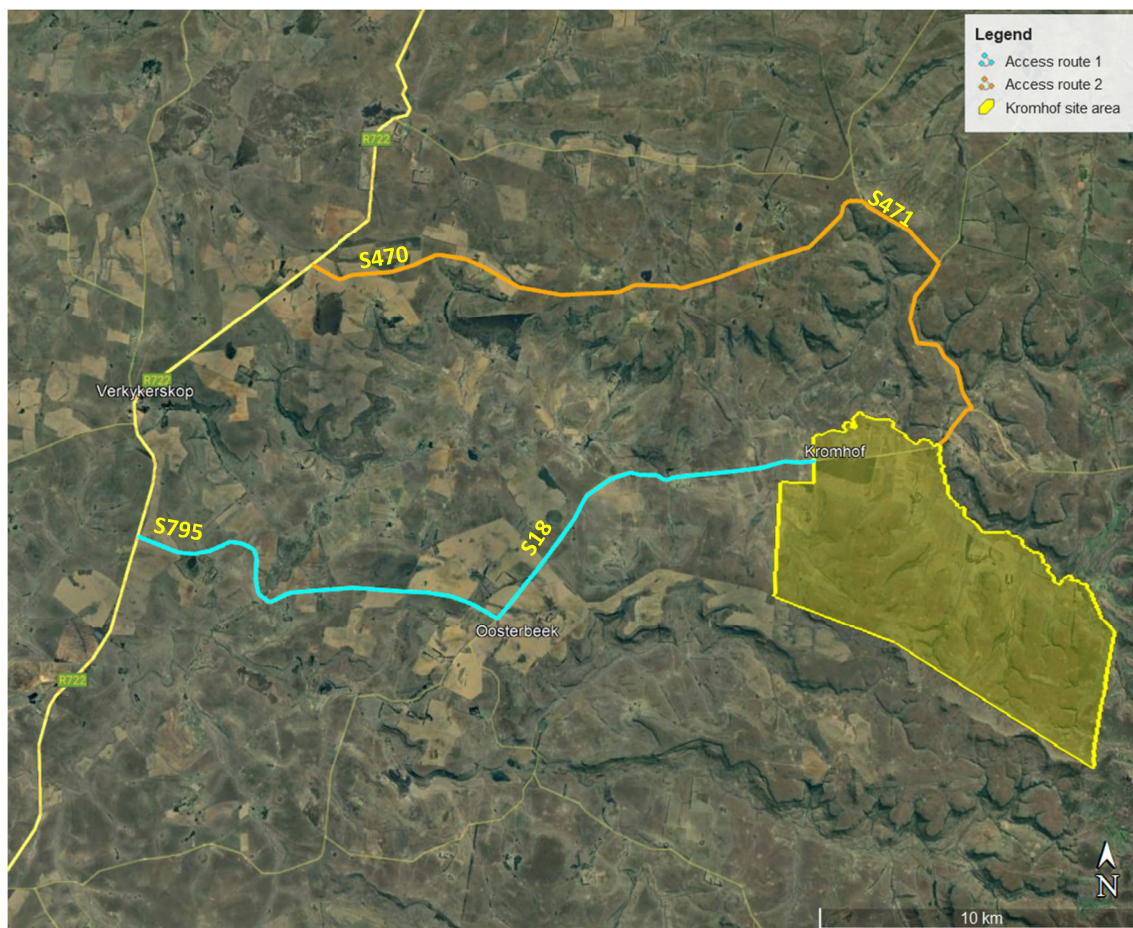 Legend
Access route 1
Access route 2
Kromhof site area
R722
S471
S470
R722
Verkykerskop
Kromhof
S795
S18
Oosterbeek
R722
N
10 km